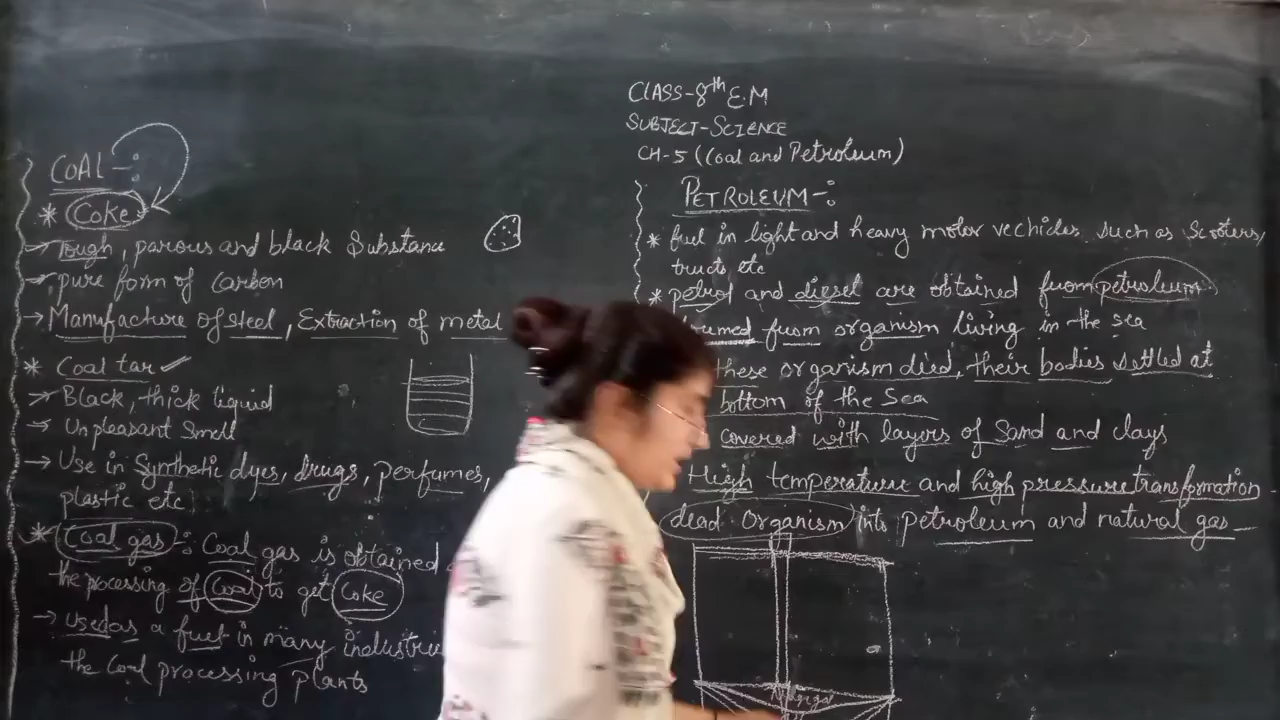 CLASS-8th E.M
SUBJECT-SCIENCE
CH-5 (Coal and Petroleum)
COAL-:
* Coke
→ Tough, parous and black Substance
→ pure form of Carbon
→ Manufacture of steel, Extraction of metal
* Coal tar ✓
→ Black, thick liquid
→ Unpleasant Smell
→ Use in Synthetic dyes, drugs, perfumes,
plastic etc
* Coal gas-: Coal gas is obtained
the processing of Coal to get Coke
→ used as a fuel in many industrie
the Coal processing plants
PETROLEUM-:
* fuel in light and heavy motor vechicles such as Scooters,
tructs etc
* petrol and diesel are obtained from petroleum
from organism living in the sea
these organism died, their bodies settled at
bottom of the Sea
covered with layers of Sand and clays
High temperature and high pressure transformation
dead Organism into petroleum and natural gas